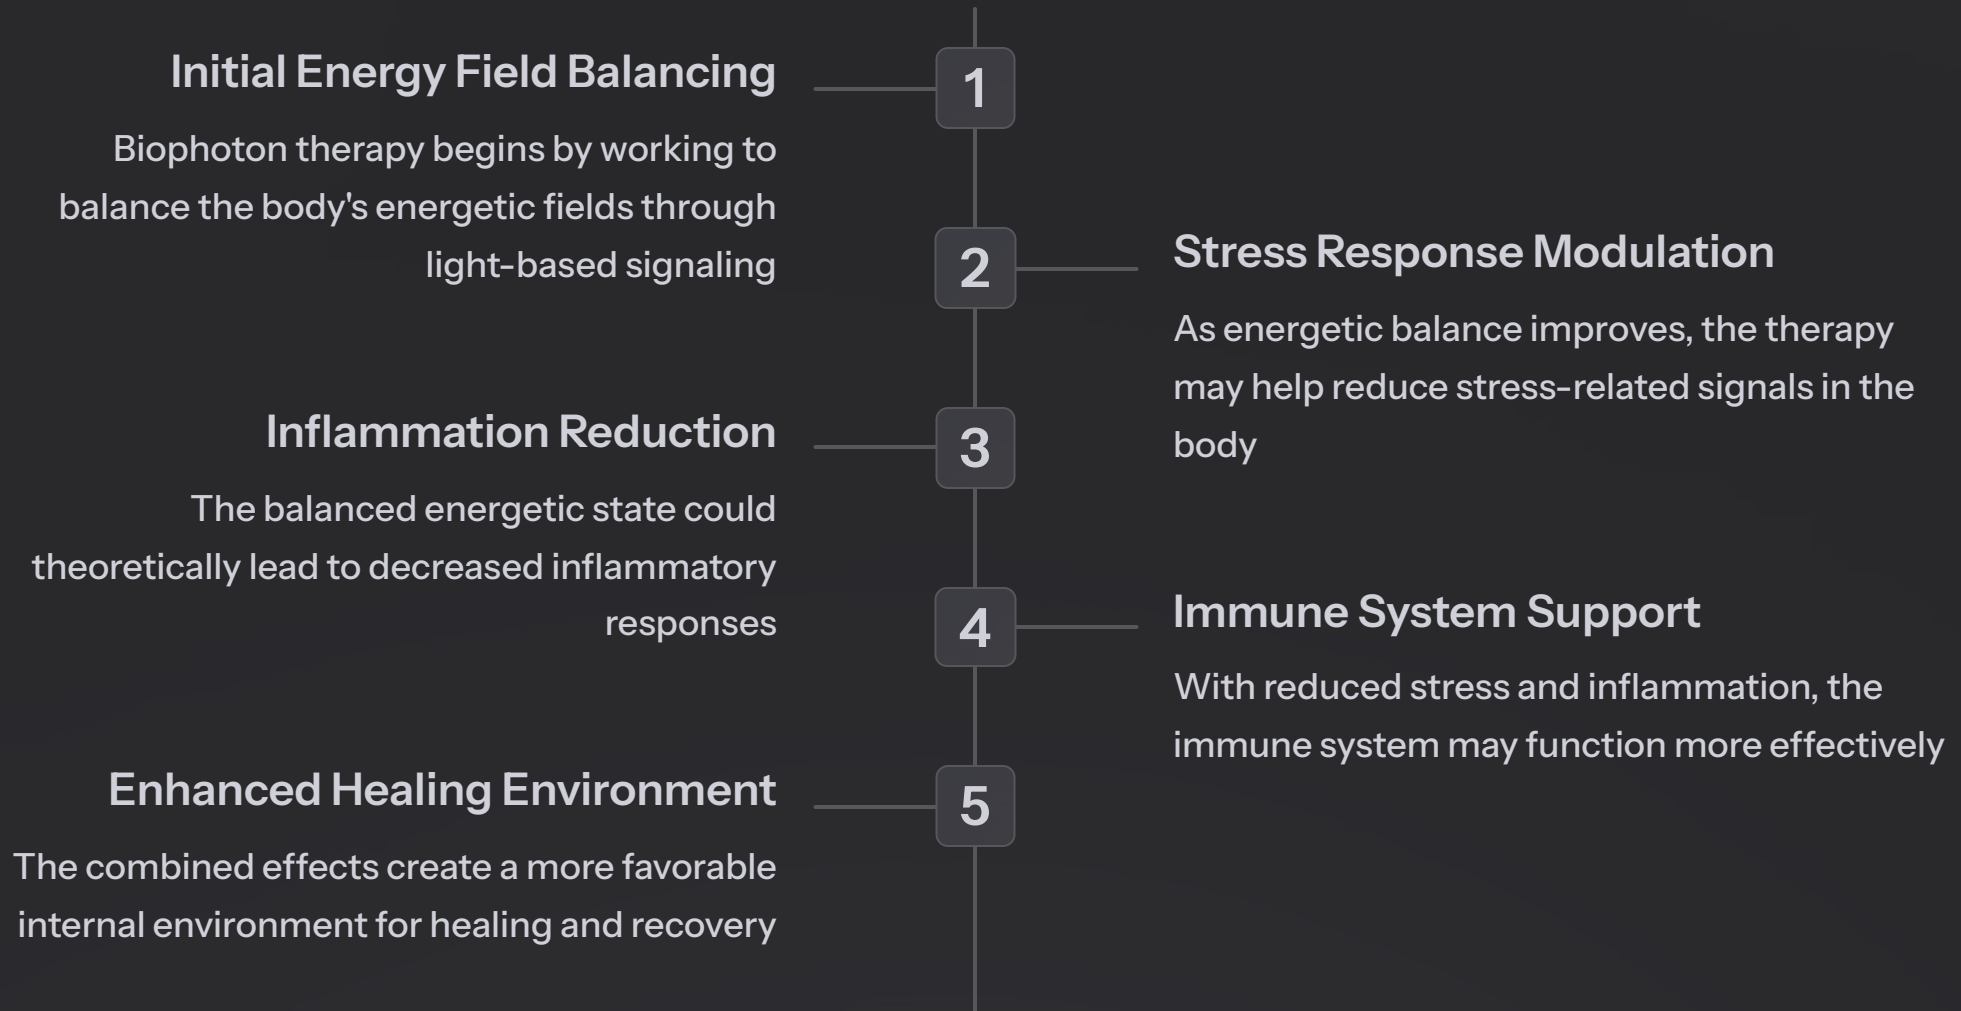 Initial Energy Field Balancing
Biophoton therapy begins by working to
balance the body's energetic fields through
light-based signaling
1
2
Stress Response Modulation
As energetic balance improves, the therapy
may help reduce stress-related signals in the
body
Inflammation Reduction
The balanced energetic state could
theoretically lead to decreased inflammatory
responses
3
4
Immune System Support
With reduced stress and inflammation, the
immune system may function more effectively
Enhanced Healing Environment
The combined effects create a more favorable
internal environment for healing and recovery
5